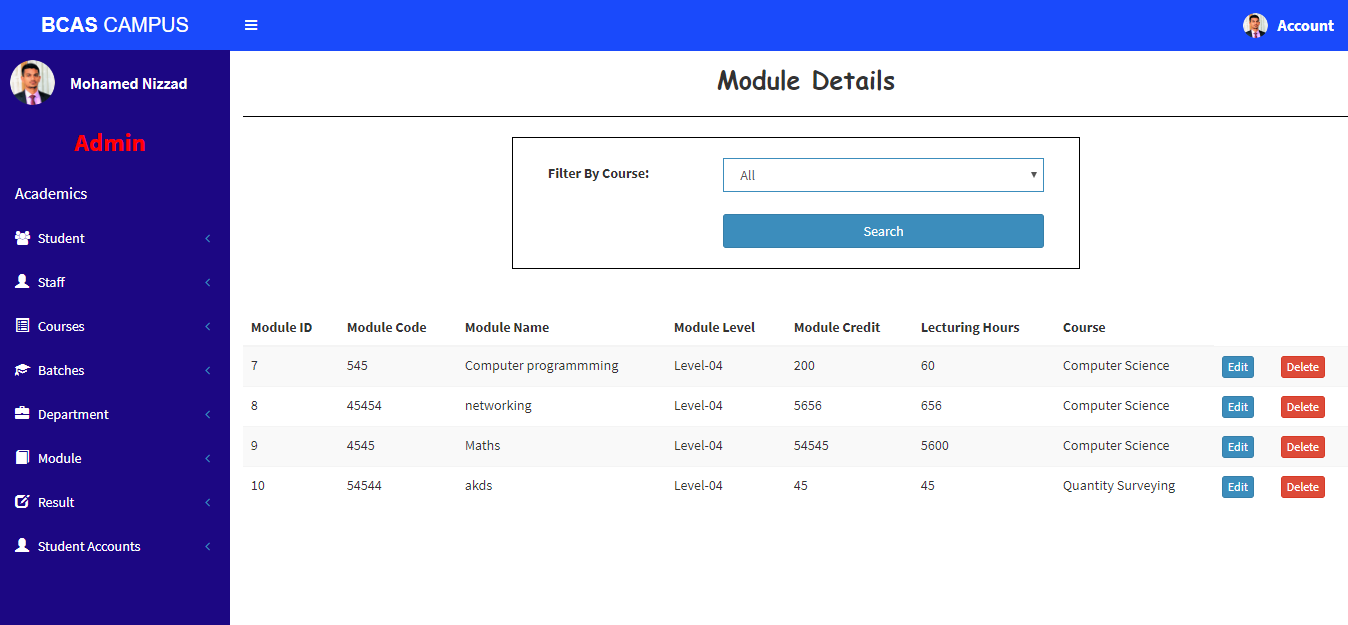 BCAS CAMPUS
Account
Mohamed Nizzad
Admin
Academics
Student
Staff
Courses
Batches
Department
Module
Result
Student Accounts
Module Details
Filter By Course:
All
Search
Module ID Module Code Module Name Module Level Module Credit Lecturing Hours Course
7 545 Computer programmming Level-04 200 60 Computer Science Edit Delete
8 45454 networking Level-04 5656 656 Computer Science Edit Delete
9 4545 Maths Level-04 54545 5600 Computer Science Edit Delete
10 54544 akds Level-04 45 45 Quantity Surveying Edit Delete